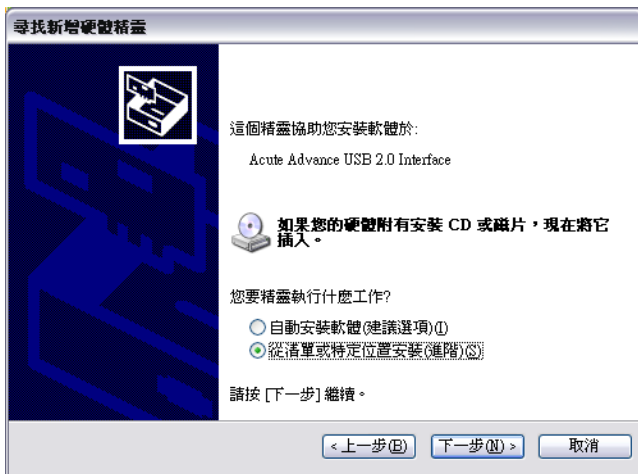 尋找新增硬體精靈
這個精靈協助您安裝軟體於:
Acute Advance USB 2.0 Interface
如果您的硬體附有安裝 CD 或磁片，現在將它
插入。
您要精靈執行什麼工作?
自動安裝軟體(建議選項)(I)
從清單或特定位置安裝(進階)(S)
請按 [下一步] 繼續。
<上一步(B) 下一步(N)> 取消